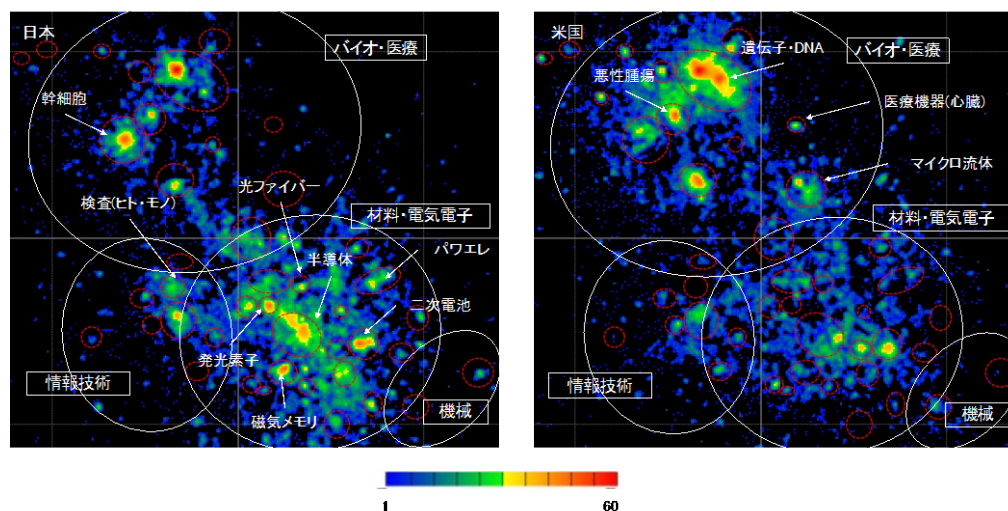 日本
バイオ・医療
幹細胞
光ファイバー
検査(ヒト・モノ)
材料・電気電子
半導体
パワエレ
二次電池
発光素子
情報技術
磁気メモリ
機械
米国
遺伝子・DNA
バイオ・医療
悪性腫瘍
医療機器(心臓)
マイクロ流体
材料・電気電子
情報技術
機械
1
60